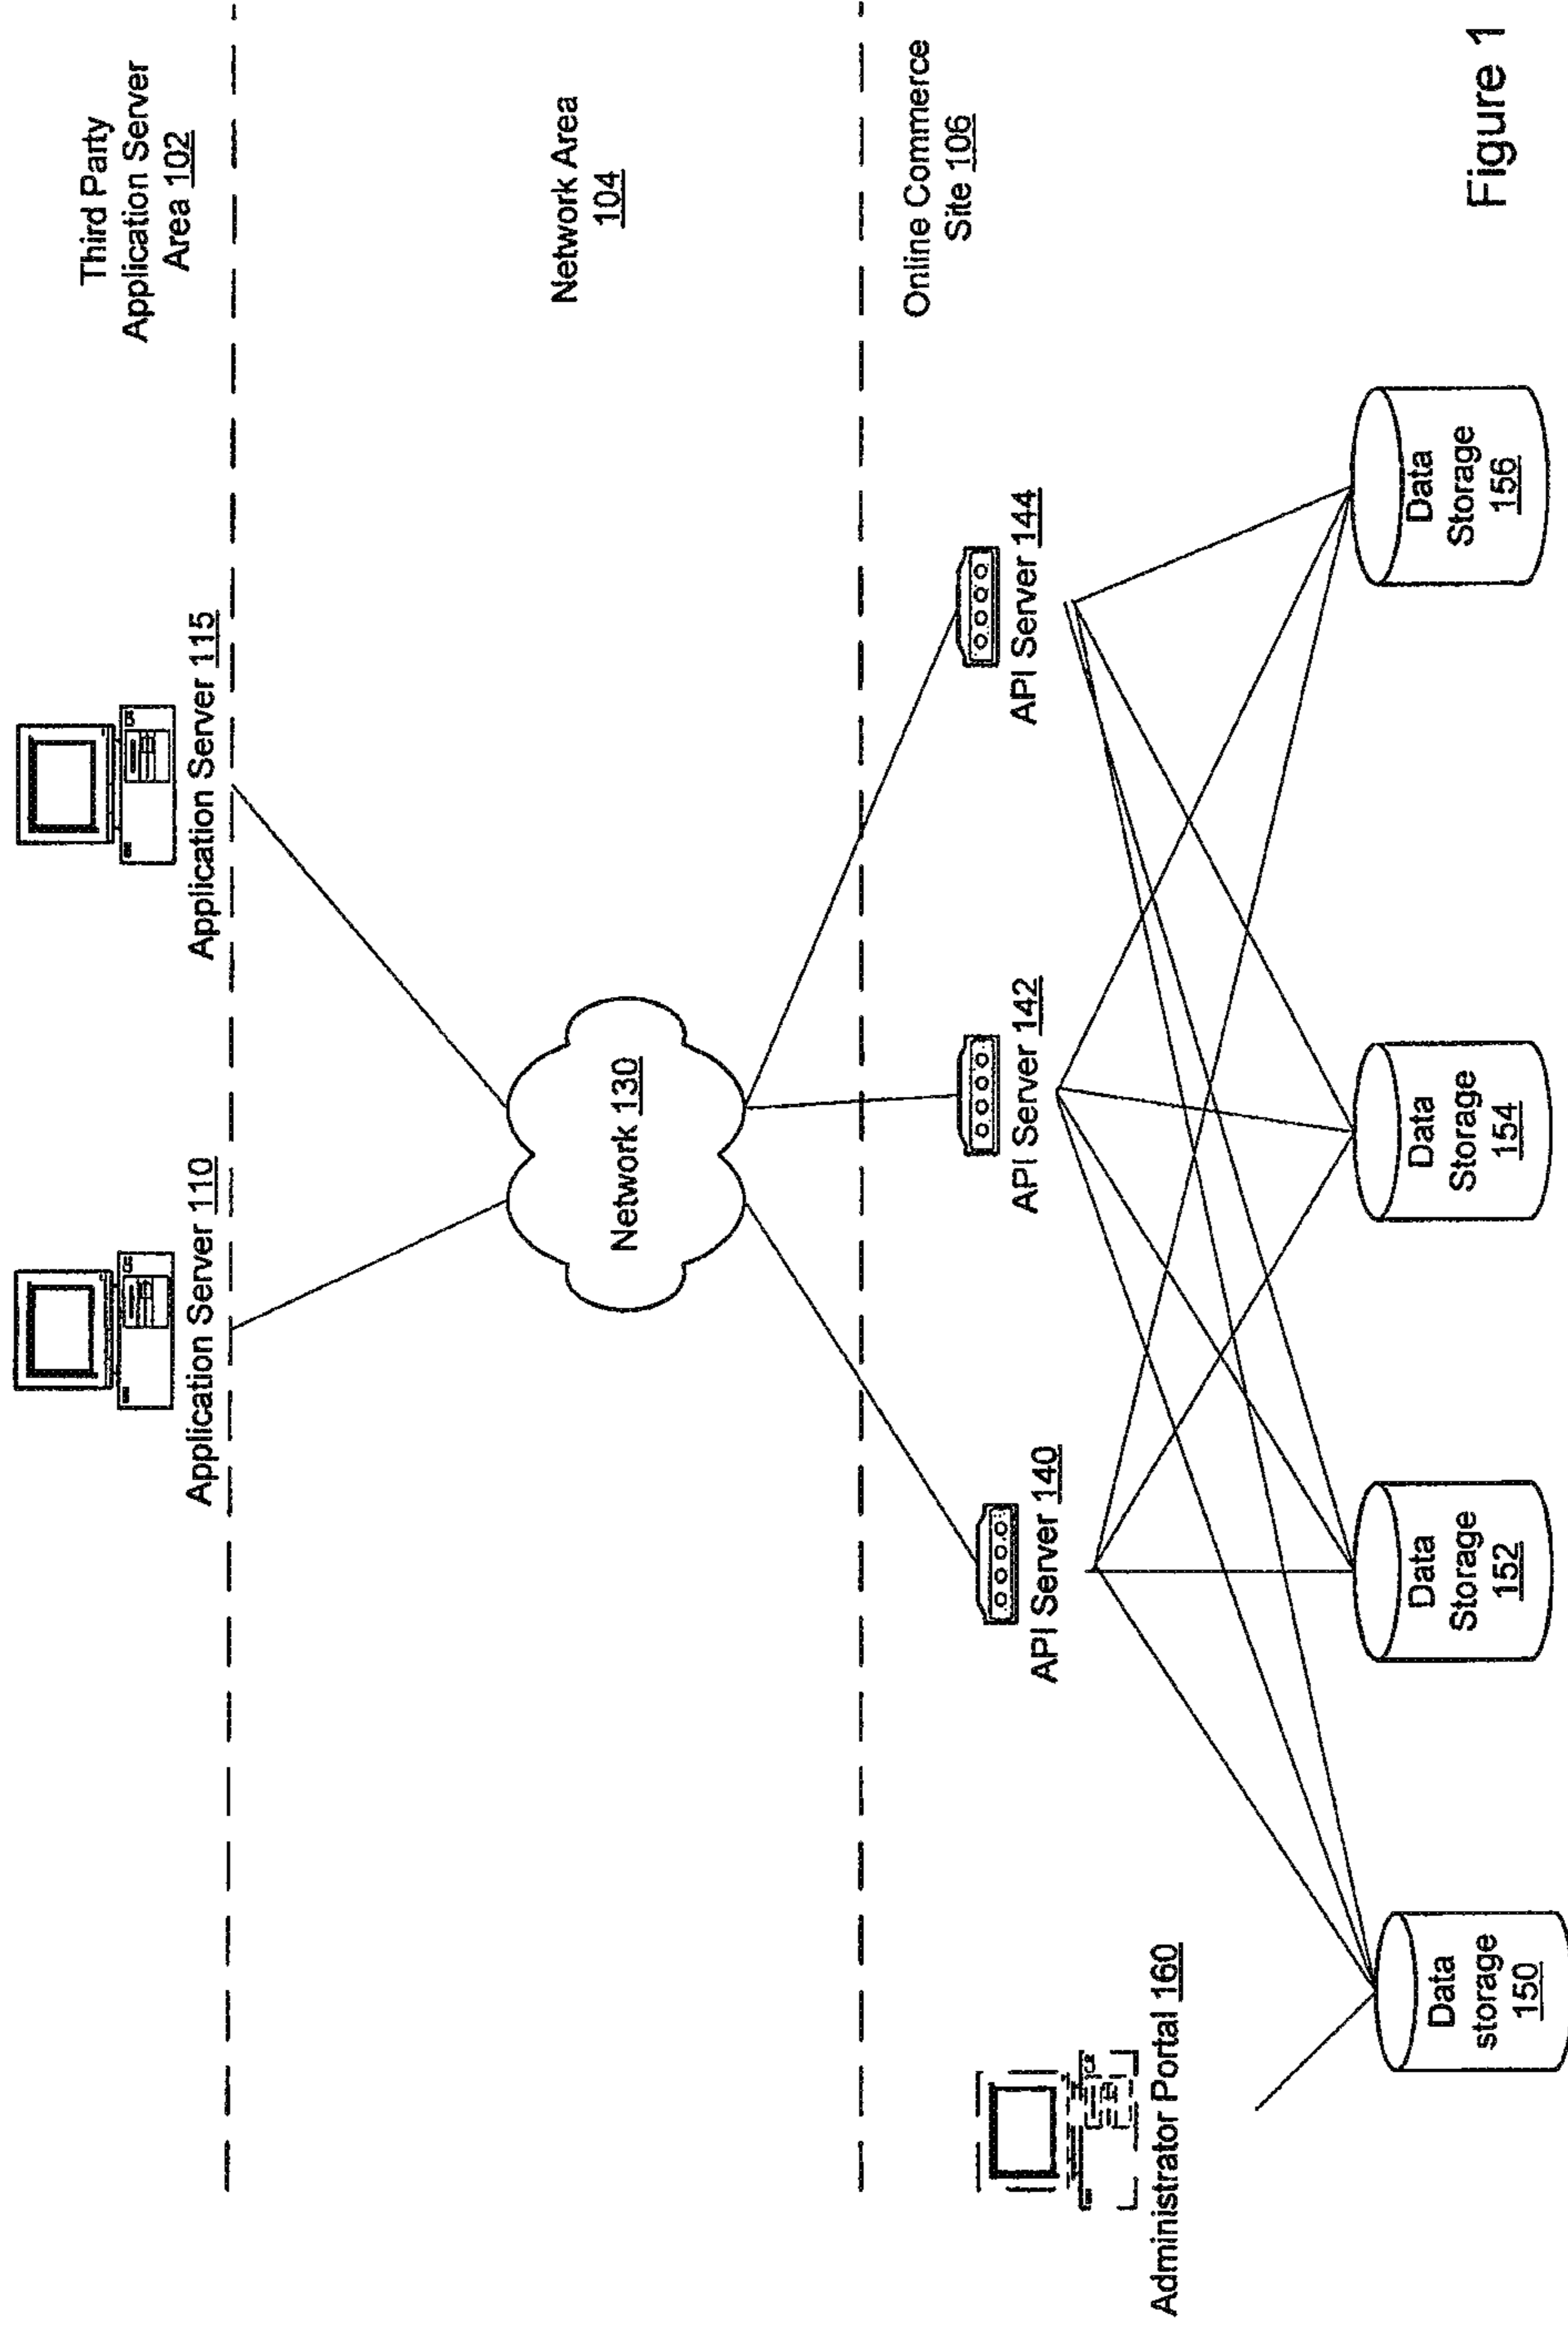 Third Party
Application Server
Area 102
Application Server 110
Application Server 115
Network Area
104
Network 130
Online Commerce
Site 106
API Server 140
API Server 142
API Server 144
Administrator Portal 160
Data
storage
150
Data
Storage
152
Data
Storage
154
Data
Storage
156
Figure 1